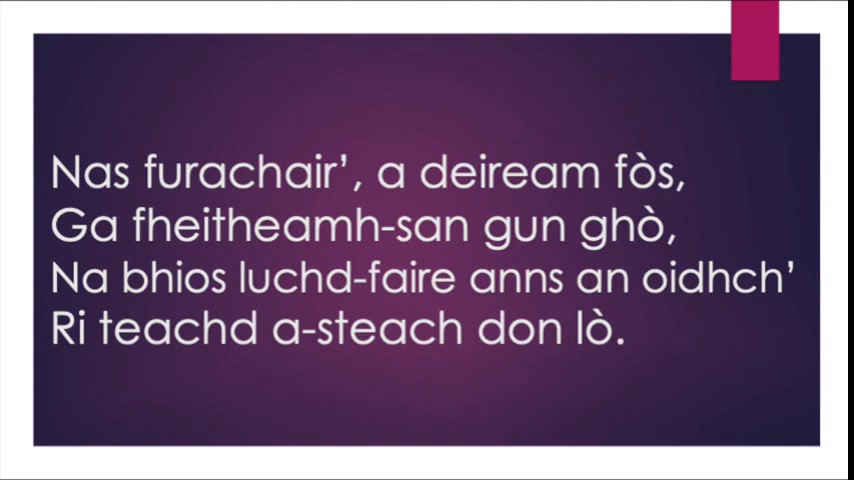 Nas furachair’, a deiream fòs,
Ga fheitheamh-san gun ghò,
Na bhios luchd-faire anns an oidhch’
Ri teachd a-steach don lò.